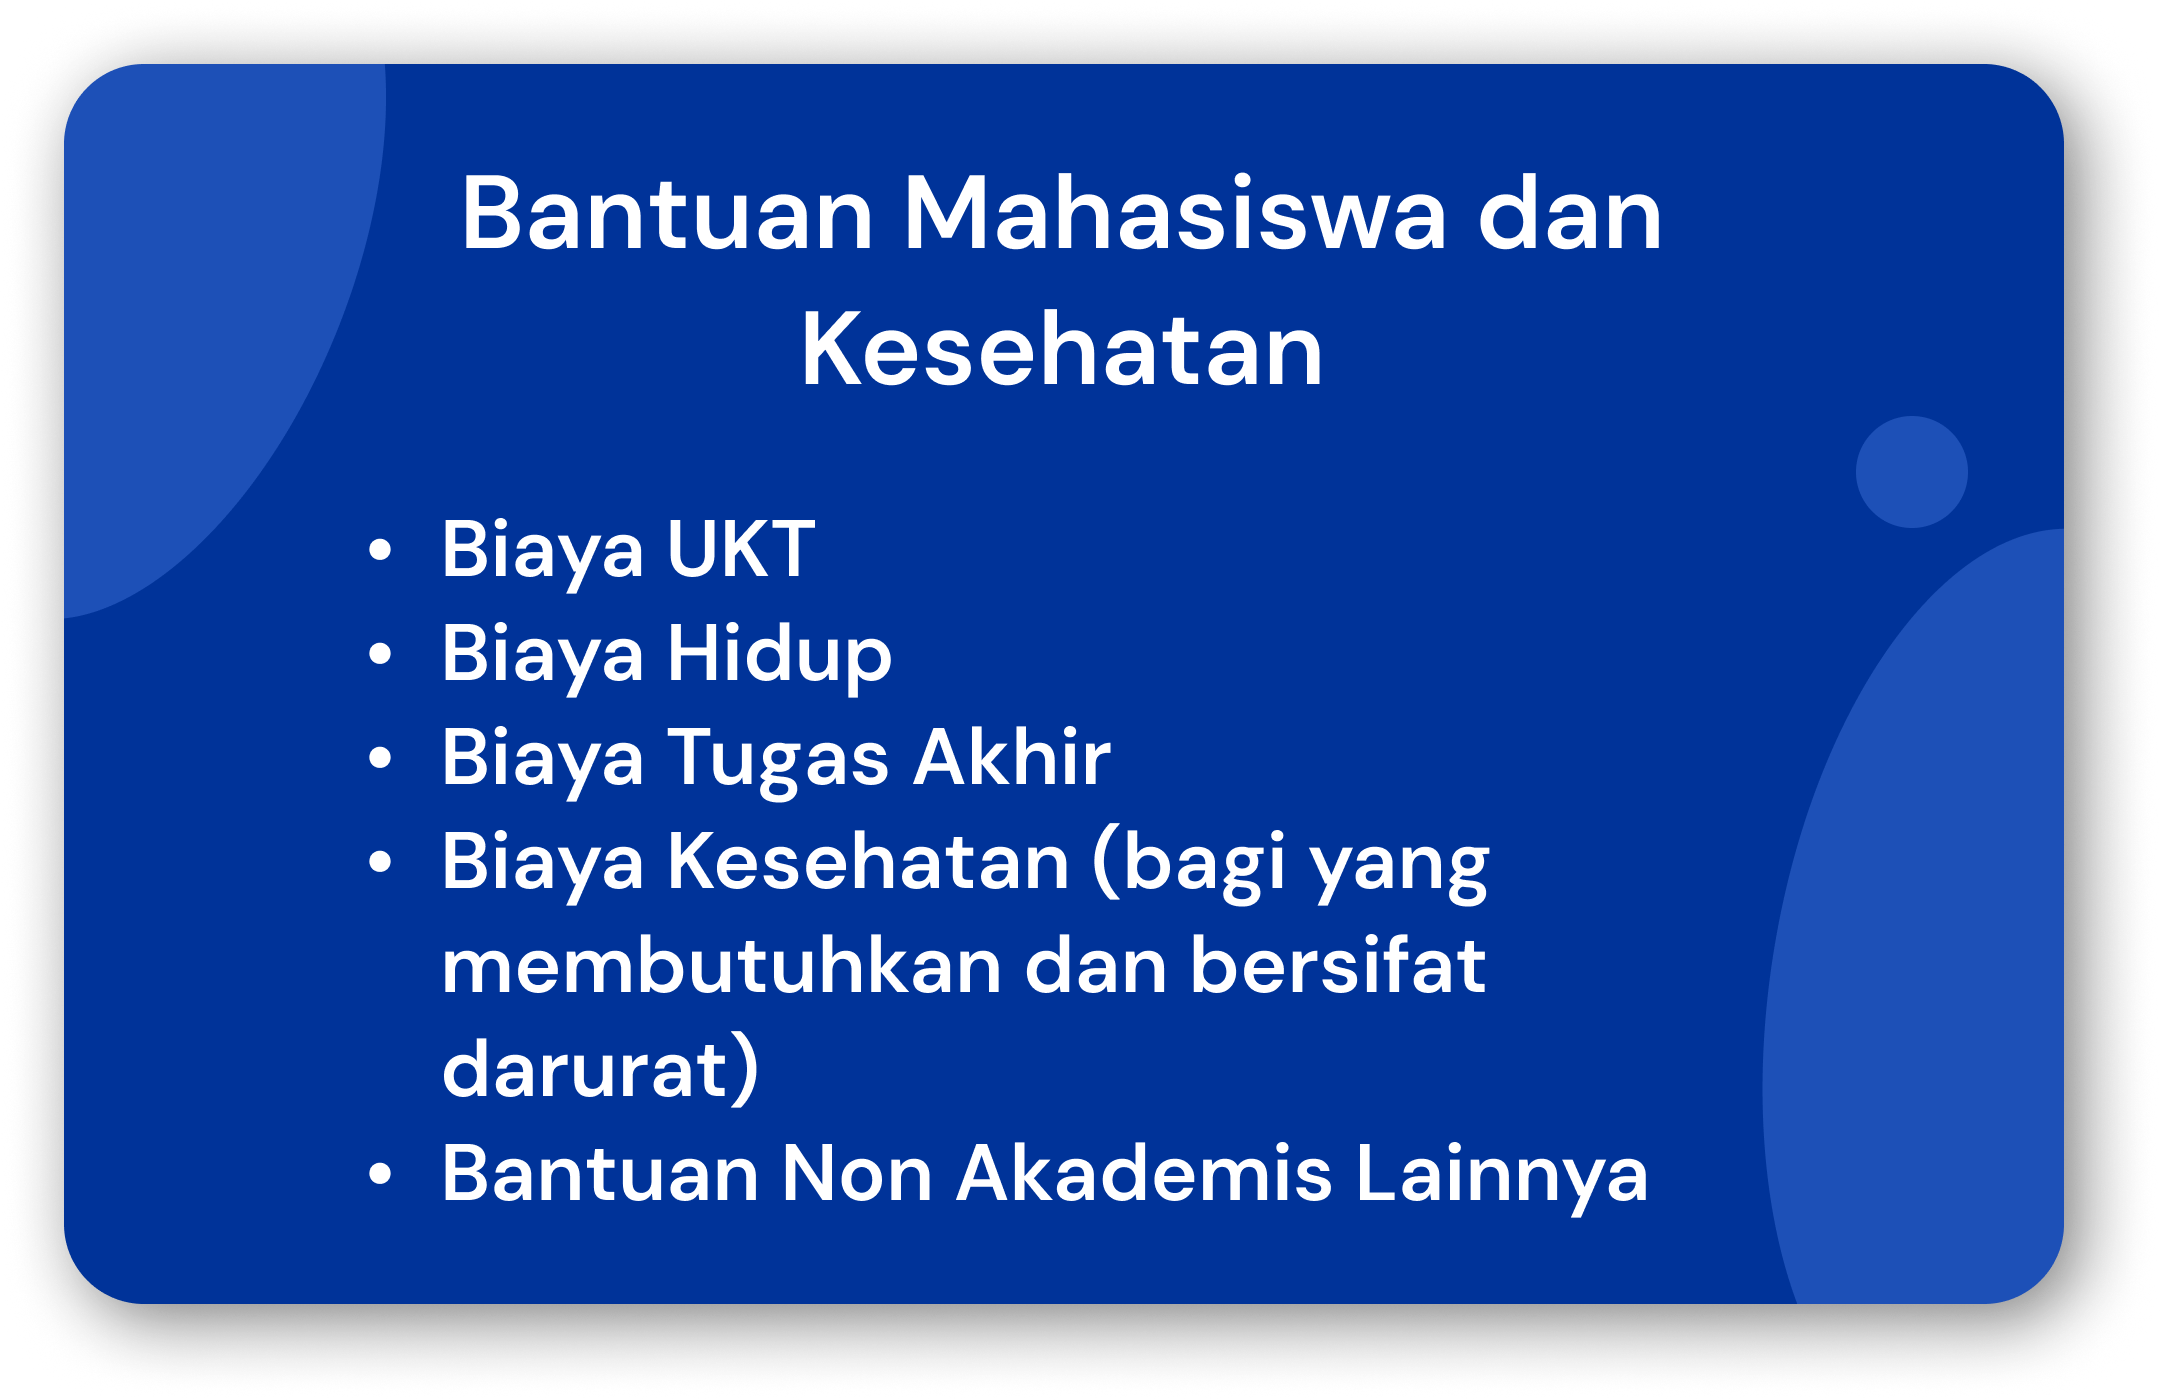 Bantuan Mahasiswa dan
Kesehatan
• Biaya UKT
• Biaya Hidup
• Biaya Tugas Akhir
• Biaya Kesehatan (bagi yang
membutuhkan dan bersifat
darurat)
• Bantuan Non Akademis Lainnya